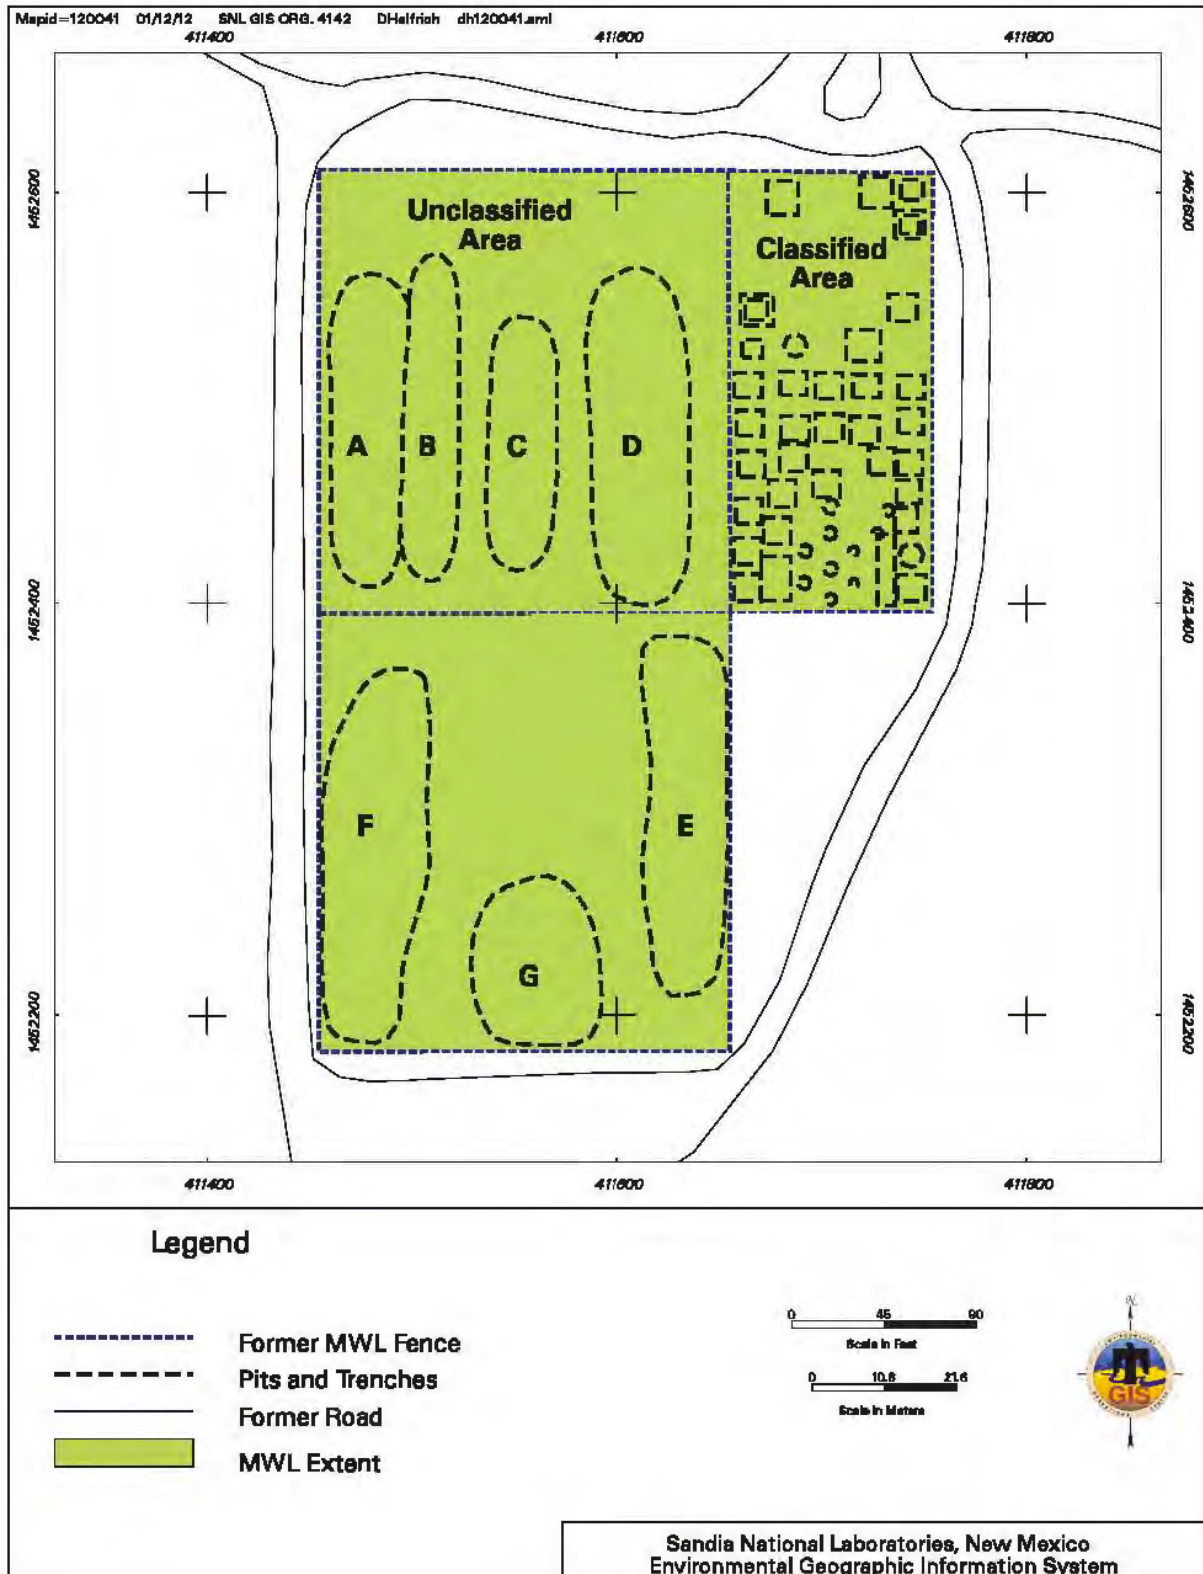 Mapid=120041 01/12/12 SNL GIS ORG. 4142 DHelfrich dh120041.aml
411400 411600 411800
1452600 1452600
Unclassified
Area
Classified
Area
A B C D
1452400 1452400
F E
G
1452200 1452200
411400 411600 411800
Legend
Former MWL Fence
Pits and Trenches
Former Road
MWL Extent
0 45 90
Scale in Feet
0 10.8 21.6
Scale in Meters
N
GIS
Sandia National Laboratories, New Mexico
Environmental Geographic Information System